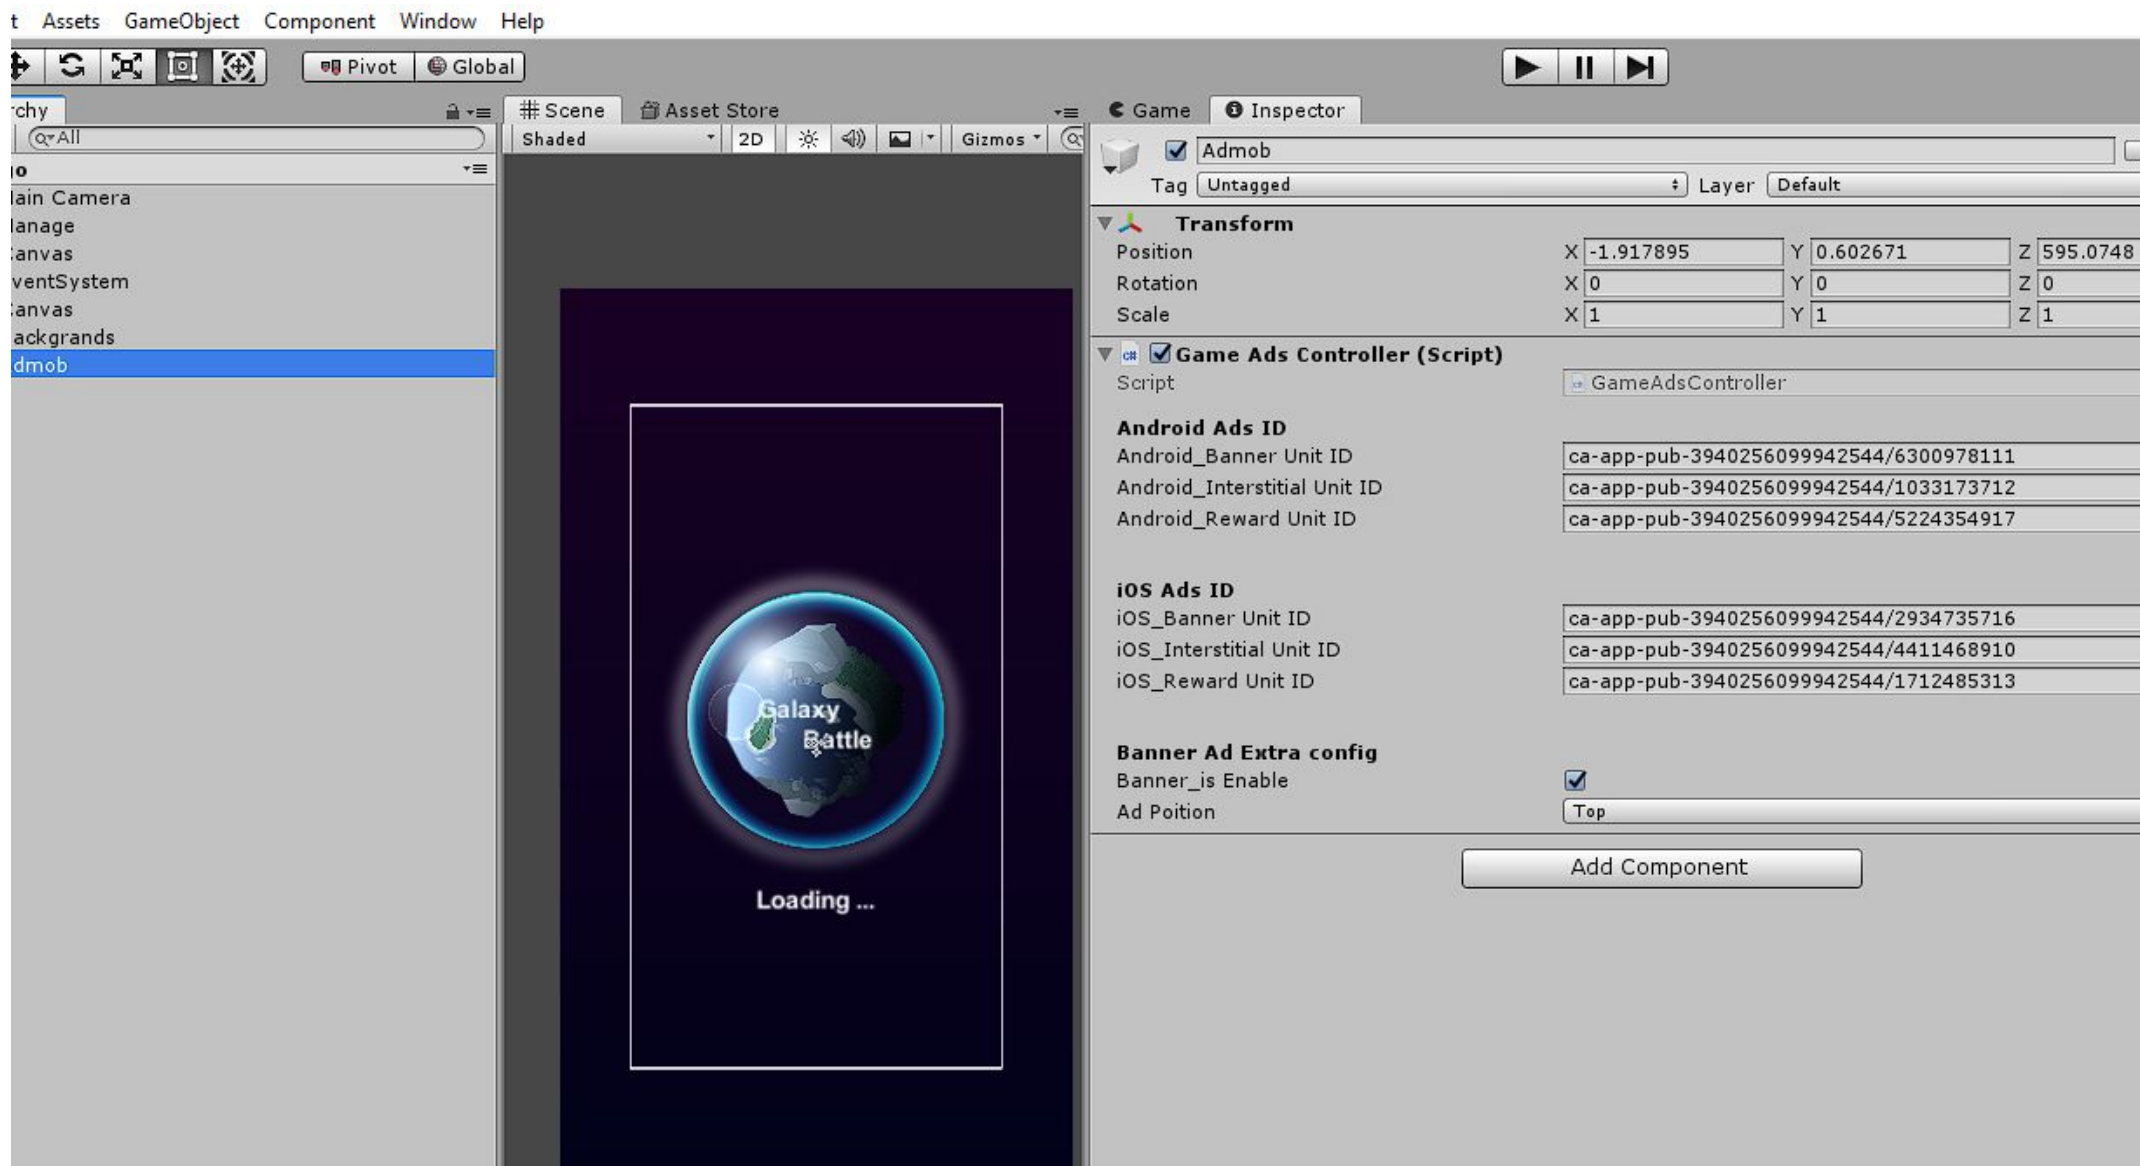 t Assets GameObject Component Window Help
Pivot Global
rchy
All
o
ain Camera
anage
anvas
ventSystem
anvas
ackgrands
dmob
Scene Asset Store
Shaded 2D Gizmos
Galaxy
Battle
Loading ...
Game Inspector
Admob
Tag Untagged Layer Default
Transform
Position X -1.917895 Y 0.602671 Z 595.0748
Rotation X 0 Y 0 Z 0
Scale X 1 Y 1 Z 1
c# Game Ads Controller (Script)
Script GameAdsController
Android Ads ID
Android_Banner Unit ID ca-app-pub-3940256099942544/6300978111
Android_Interstitial Unit ID ca-app-pub-3940256099942544/1033173712
Android_Reward Unit ID ca-app-pub-3940256099942544/5224354917
iOS Ads ID
iOS_Banner Unit ID ca-app-pub-3940256099942544/2934735716
iOS_Interstitial Unit ID ca-app-pub-3940256099942544/4411468910
iOS_Reward Unit ID ca-app-pub-3940256099942544/1712485313
Banner Ad Extra config
Banner_is Enable
Ad Poition Top
Add Component